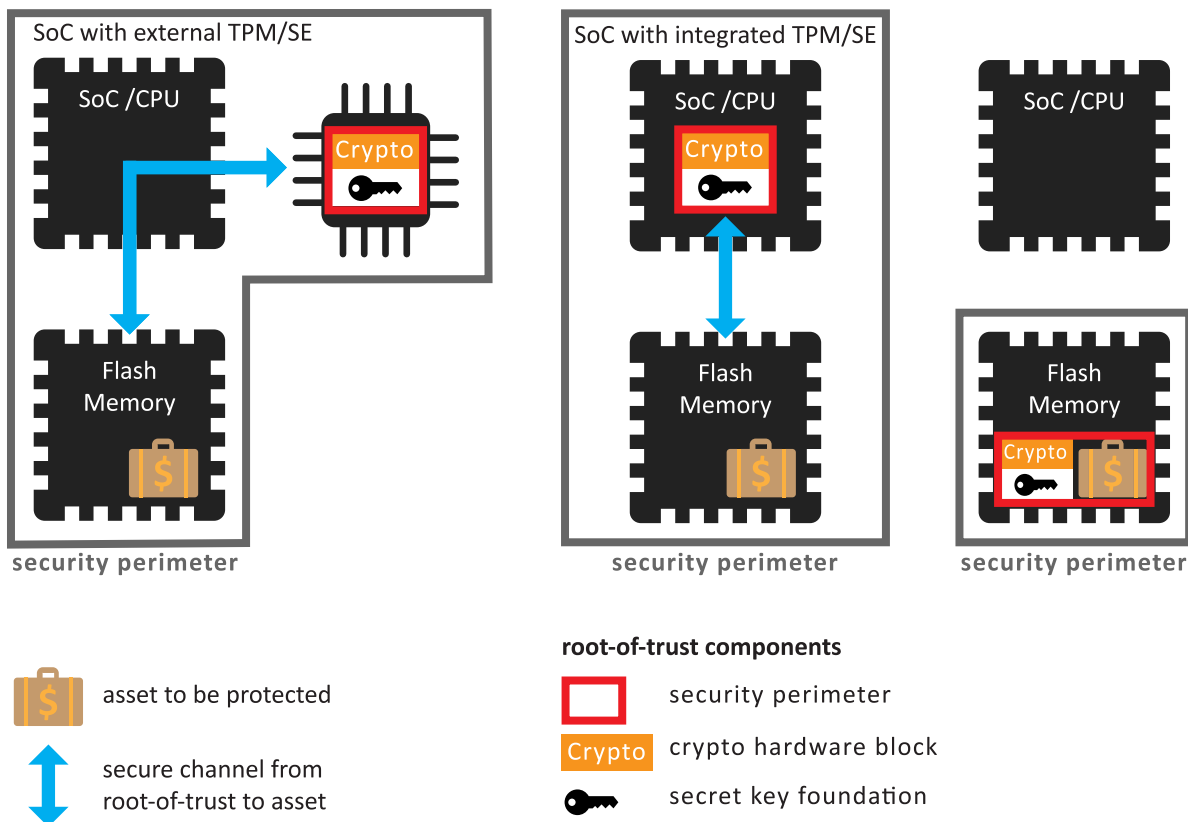 SoC with external TPM/SE
SoC /CPU
Crypto
Flash
Memory
$
security perimeter
SoC with integrated TPM/SE
SoC /CPU
Crypto
Flash
Memory
$
security perimeter
SoC /CPU
Flash
Memory
Crypto
$
security perimeter
$
asset to be protected
secure channel from
root-of-trust to asset
root-of-trust components
security perimeter
Crypto
crypto hardware block
secret key foundation